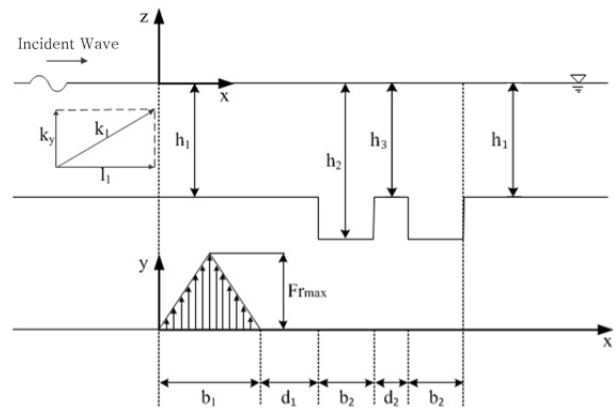 z
Incident Wave
x
k_y
k_1
l_1
h_1
h_2
h_3
h_1
y
Fr_max
x
b_1
d_1
b_2
d_2
b_2